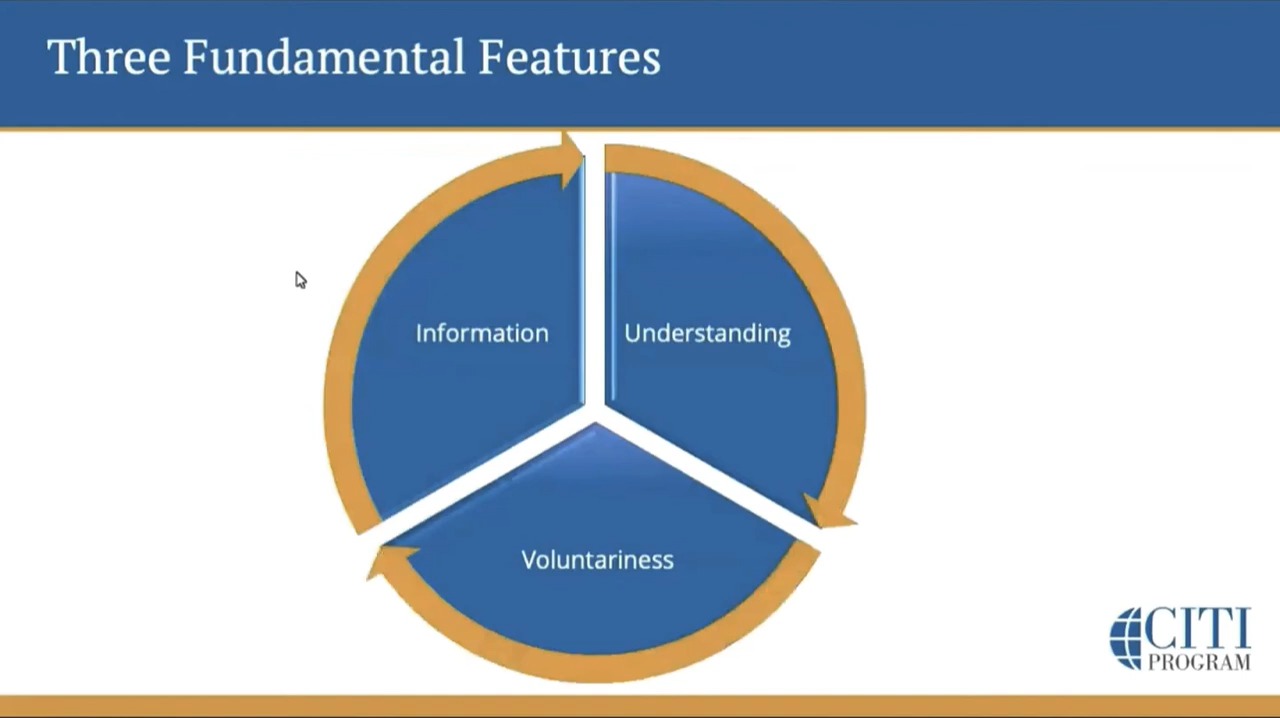 Three Fundamental Features
Information
Understanding
Voluntariness
CITI
PROGRAM